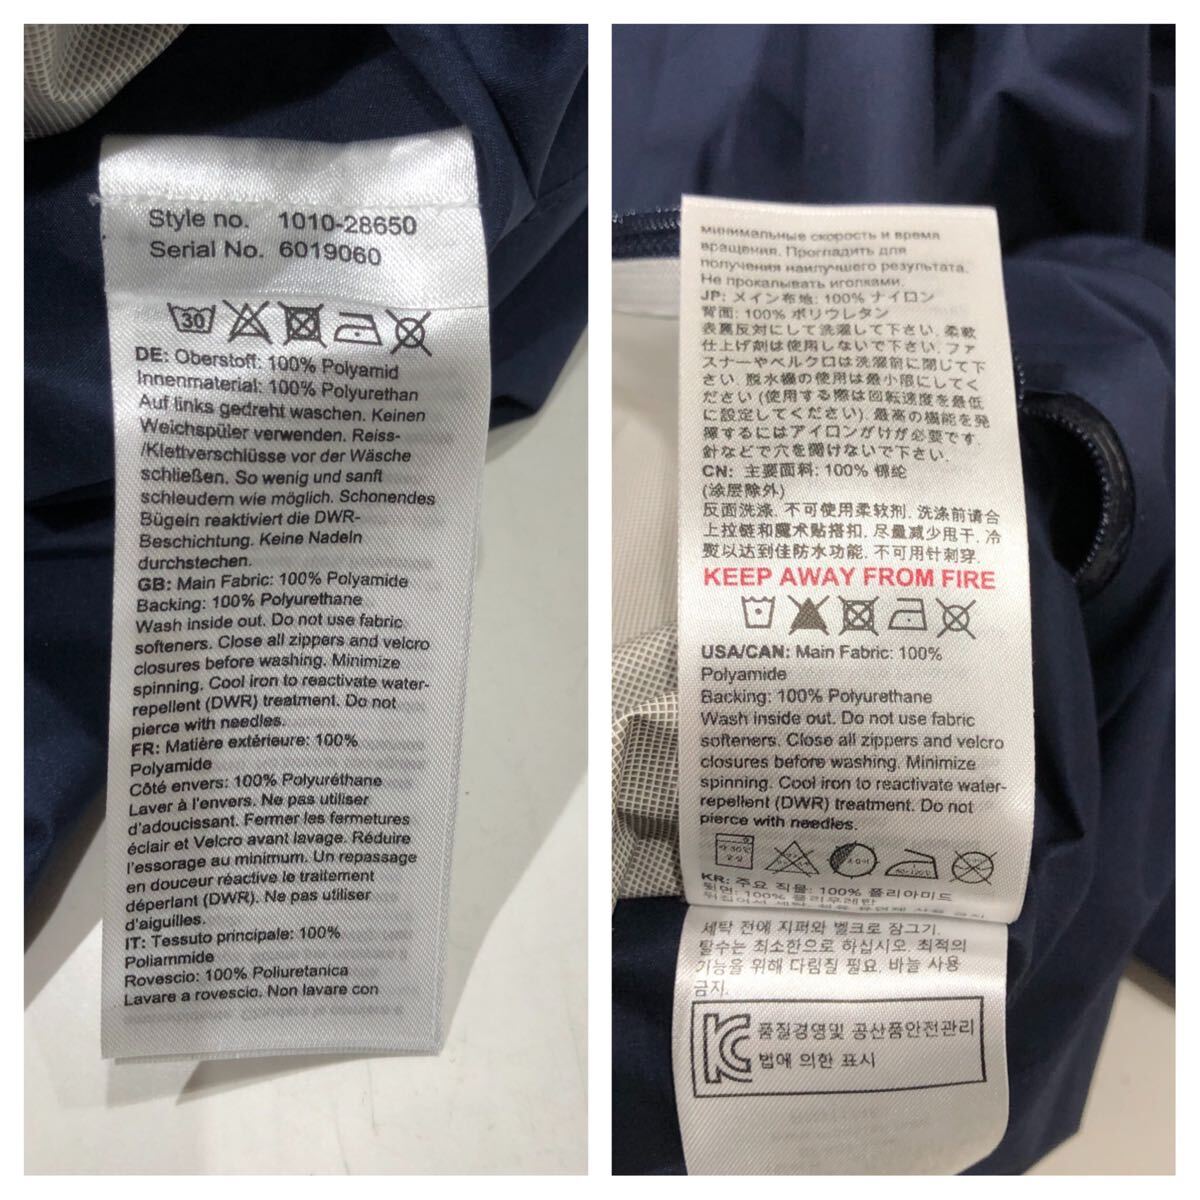 Style no. 1010-28650
Serial No. 6019060
30
DE: Oberstoff: 100% Polyamid
Innenmaterial: 100% Polyurethan
Auf links gedreht waschen. Keinen
Weichspüler verwenden. Reiss-
/Klettverschlüsse vor der Wäsche
schließen. So wenig und sanft
schleudern wie möglich. Schonendes
Bügeln reaktiviert die DWR-
Beschichtung. Keine Nadeln
durchstechen.
GB: Main Fabric: 100% Polyamide
Backing: 100% Polyurethane
Wash inside out. Do not use fabric
softeners. Close all zippers and velcro
closures before washing. Minimize
spinning. Cool iron to reactivate water-
repellent (DWR) treatment. Do not
pierce with needles.
FR: Matière extérieure: 100%
Polyamide
Côté envers: 100% Polyuréthane
Laver à l'envers. Ne pas utiliser
d'adoucissant. Fermer les fermetures
éclair et Velcro avant lavage. Réduire
l'essorage au minimum. Un repassage
en douceur réactive le traitement
déperlant (DWR). Ne pas utiliser
d'aiguilles.
IT: Tessuto principale: 100%
Poliammide
Rovescio: 100% Poliuretanica
Lavare a rovescio. Non lavare con
минимальные скорость и время
вращения. Прогладить для
получения наилучшего результата.
Не прокалывать иголками.
JP: メイン布地: 100% ナイロン
背面: 100% ポリウレタン
表裏反対にして洗濯して下さい. 柔軟
仕上げ剤は使用しないで下さい. ファ
スナーやベルクロは洗濯前に閉じて下
さい. 脱水機の使用は最小限にしてく
ださい (使用する際は回転速度を最低
に設定してください). 最高の機能を発
揮するにはアイロンがけが必要です.
針などで穴を開けないで下さい.
CN: 主要面料: 100% 锦纶
(涂层除外)
反面洗涤. 不可使用柔软剂. 洗涤前请合
上拉链和魔术贴搭扣. 尽量减少甩干. 冷
熨以达到佳防水功能. 不可用针刺穿.
KEEP AWAY FROM FIRE
USA/CAN: Main Fabric: 100%
Polyamide
Backing: 100% Polyurethane
Wash inside out. Do not use fabric
softeners. Close all zippers and velcro
closures before washing. Minimize
spinning. Cool iron to reactivate water-
repellent (DWR) treatment. Do not
pierce with needles.
KR: 주요 직물: 100% 폴리아미드
뒷면: 100% 폴리우레탄
세탁 전에 지퍼와 벨크로 잠그기.
탈수는 최소한으로 하십시오. 최적의
기능을 위해 다림질 필요. 바늘 사용
금지.
품질경영및 공산품안전관리
법에 의한 표시